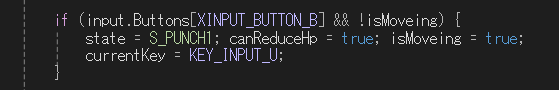 if (input.Buttons[XINPUT_BUTTON_B] && !isMoveing) {
state = S_PUNCH1; canReduceHp = true; isMoveing = true;
currentKey = KEY_INPUT_U;
}